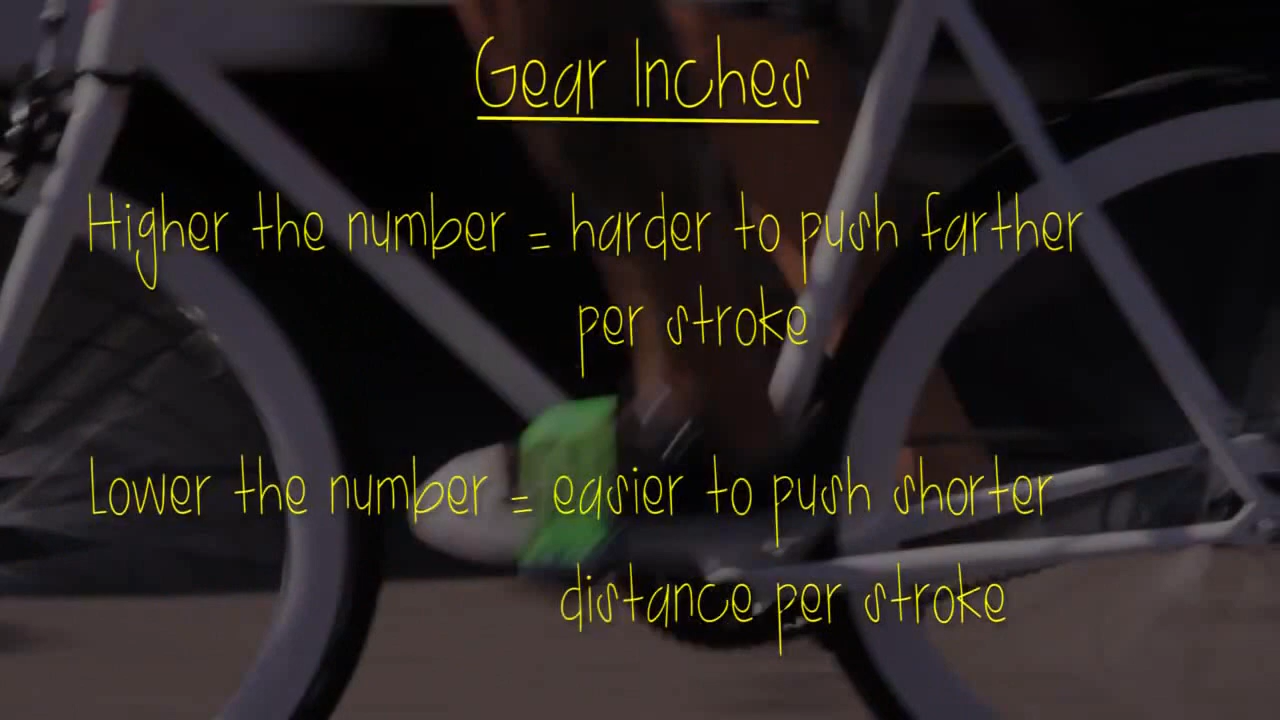 Gear Inches
Higher the number = harder to push farther
per stroke
Lower the number = easier to push shorter
distance per stroke